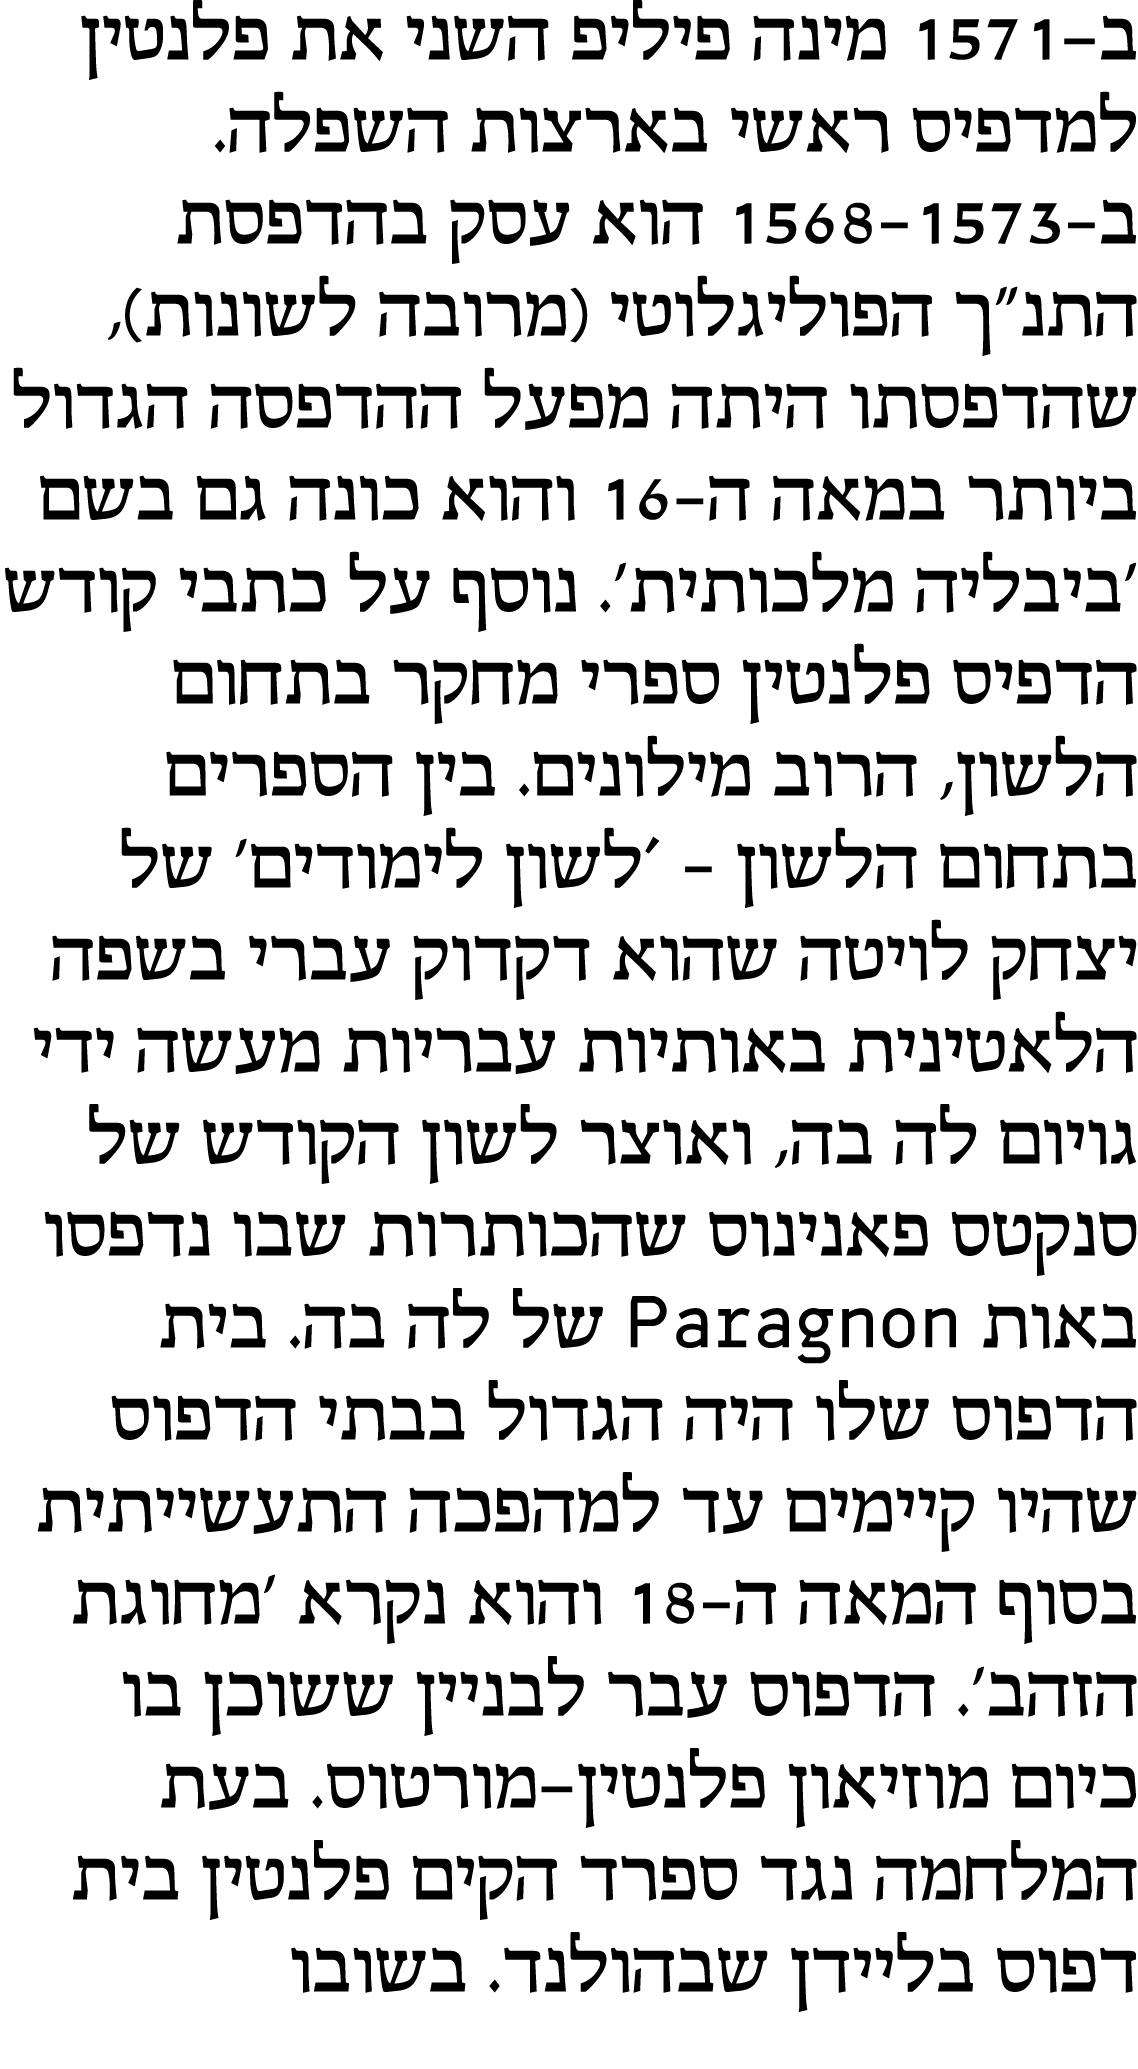 ב-1571 מינה פיליפ השני את פלנטין
למדפיס ראשי בארצות השפלה.
ב-1568-1573 הוא עסק בהדפסת
התנ"ך הפוליגלוטי (מרובה לשונות),
שהדפסתו היתה מפעל ההדפסה הגדול
ביותר במאה ה-16 והוא כונה גם בשם
'ביבליה מלכותית'. נוסף על כתבי קודש
הדפיס פלנטין ספרי מחקר בתחום
הלשון, הרוב מילונים. בין הספרים
בתחום הלשון - 'לשון לימודים' של
יצחק לויטה שהוא דקדוק עברי בשפה
הלאטינית באותיות עבריות מעשה ידי
גויום לה בה, ואוצר לשון הקודש של
סנקטס פאנינוס שהכותרות שבו נדפסו
באות Paragnon של לה בה. בית
הדפוס שלו היה הגדול בבתי הדפוס
שהיו קיימים עד למהפכה התעשייתית
בסוף המאה ה-18 והוא נקרא 'מחוגת
הזהב'. הדפוס עבר לבניין ששוכן בו
כיום מוזיאון פלנטין-מורטוס. בעת
המלחמה נגד ספרד הקים פלנטין בית
דפוס בליידן שבהולנד. בשובו